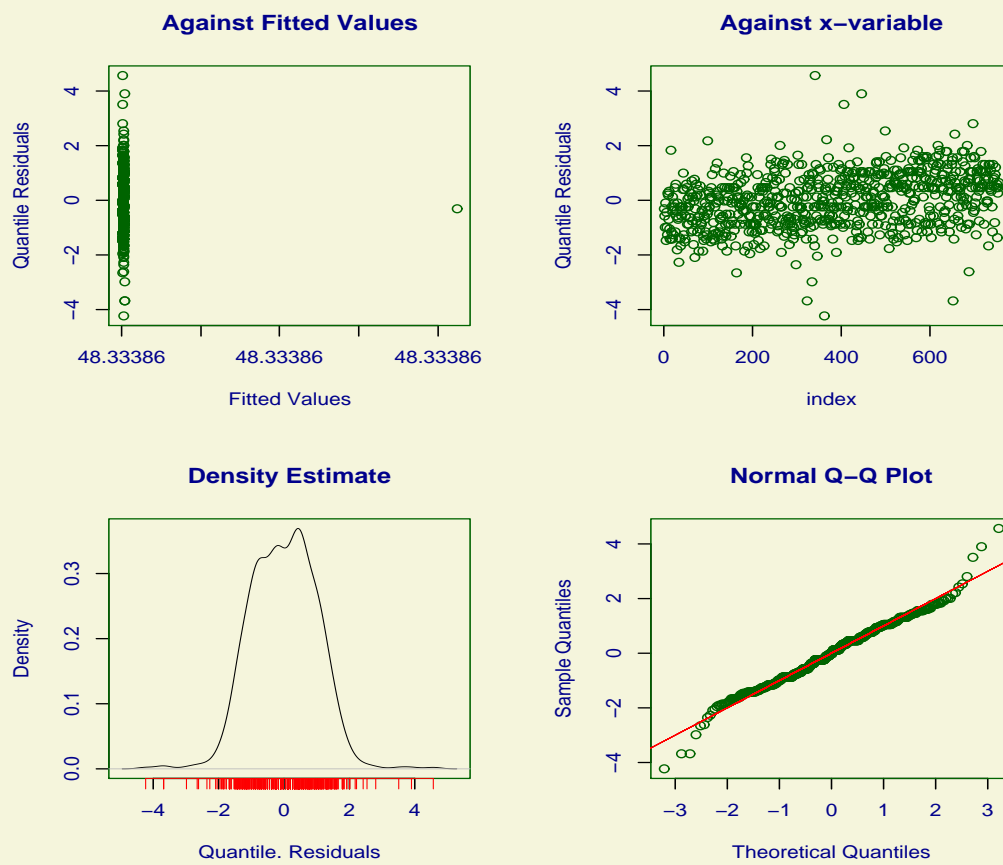 Against Fitted Values
Quantile Residuals
4
2
0
−2
−4
48.33386 48.33386 48.33386
Fitted Values
Against x−variable
Quantile Residuals
4
2
0
−2
−4
0 200 400 600
index
Density Estimate
Density
0.3
0.2
0.1
0.0
−4 −2 0 2 4
Quantile. Residuals
Normal Q−Q Plot
Sample Quantiles
4
2
0
−2
−4
−3 −2 −1 0 1 2 3
Theoretical Quantiles